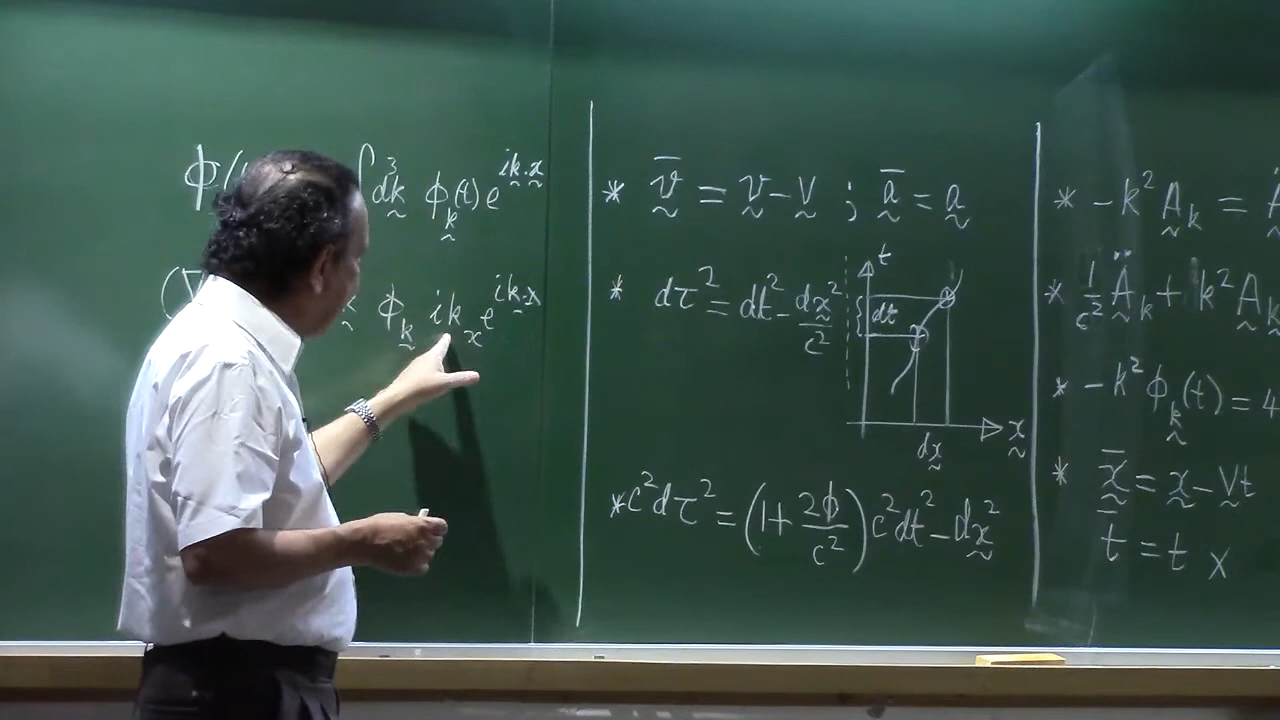 ϕ( ∫d³k ϕ_k(t) e^{ik·x}
(∇ ϕ_k ik_x e^{ik·x}
* v̄ = v - V ; ā = a
* dτ² = dt² - dx²/c²
t
dt
x
dx
* c²dτ² = (1 + 2ϕ/c²) c²dt² - dx²
* - k² A_k =
* 1/c² Ä_k + k² A_k
* - k² ϕ_k(t) = 4
* x̄ = x - Vt
t̄ = t x